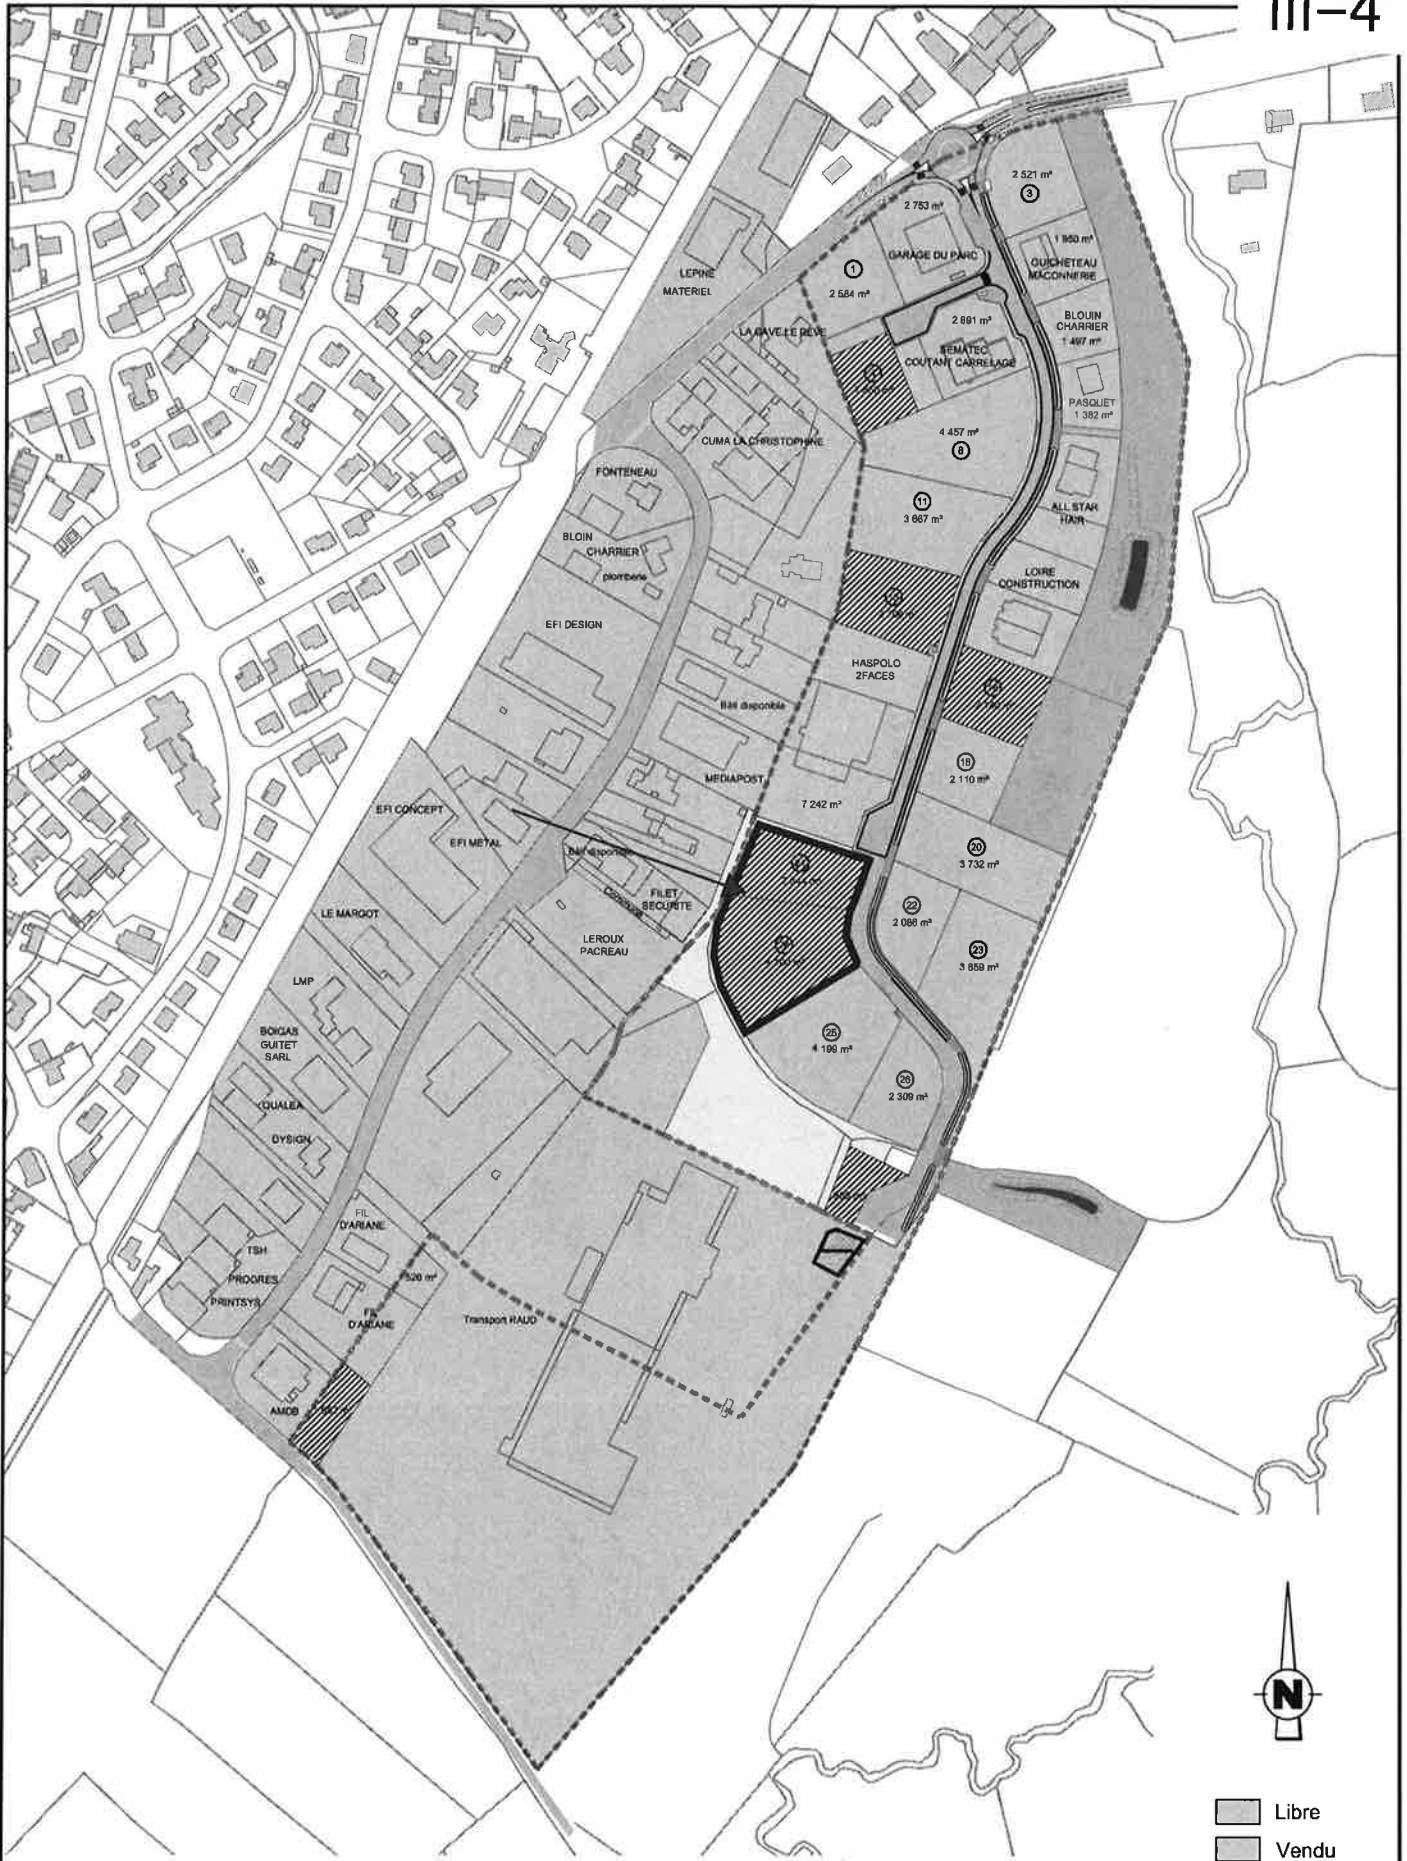 III-4
2 521 m²
3
2 753 m²
1 950 m²
GUICHETEAU
MACONNERIE
GARAGE DU PARC
1
2 584 m²
LEPINE
MATERIEL
BLOUIN
CHARRIER
1 497 m²
2 891 m²
LA CAVE LE REVE
SEMATEC
COUTANT CARRELAGE
PASQUET
1 382 m²
CUMA LA CHRISTOPHINE
4 457 m²
8
FONTENEAU
11
3 667 m²
ALL STAR
HAIR
BLOIN
CHARRIER
plomberie
LOIRE
CONSTRUCTION
EFI DESIGN
HASPOLO
2FACES
Bâti disponible
18
2 110 m²
MEDIAPOST
7 242 m²
EFI CONCEPT
EFI METAL
Bâti disponible
20
3 732 m²
FILET
SECURITE
22
2 086 m²
LE MARGOT
LEROUX
PACREAU
23
3 859 m²
LMP
BOIGAS
GUITET
SARL
25
4 199 m²
26
2 309 m²
QUALEA
DYSIGN
FIL
D'ARIANE
TSH
PROGRES
PRINTSYS
526 m²
FIL
D'ARIANE
Transport RAUD
AMDB
N
Libre
Vendu